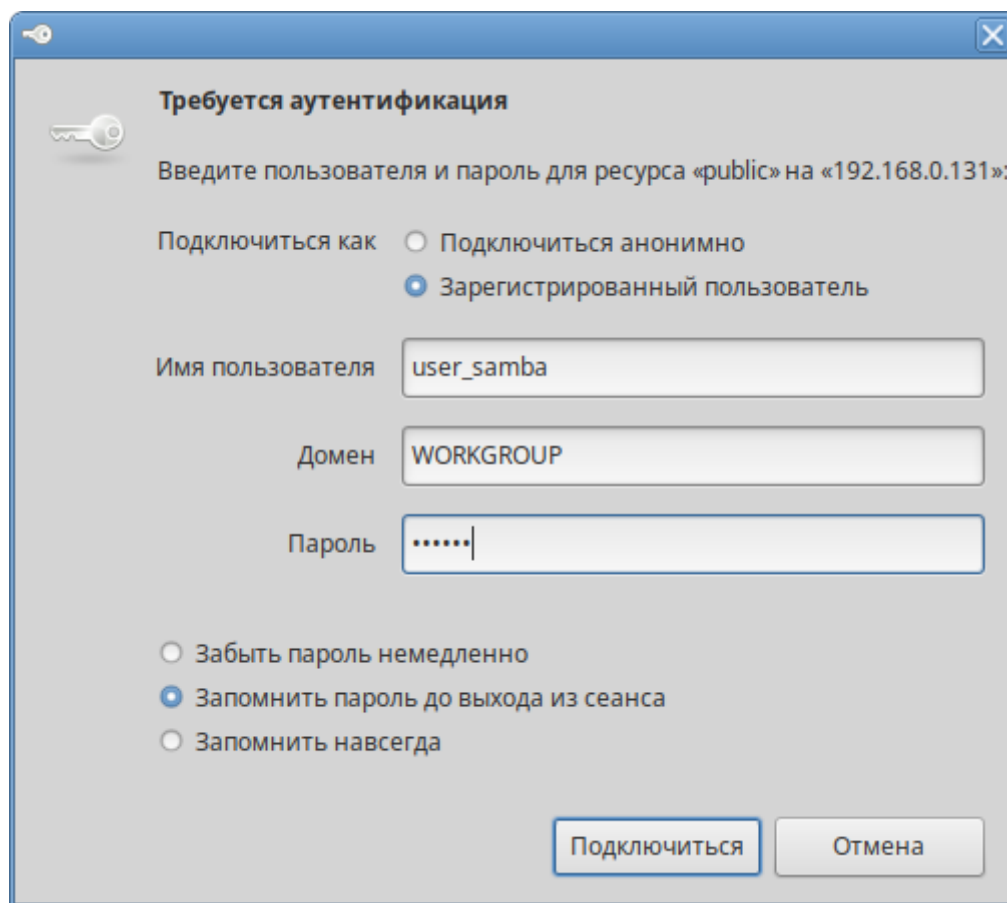 Требуется аутентификация
Введите пользователя и пароль для ресурса «public» на «192.168.0.131»:
Подключиться как
Подключиться анонимно
Зарегистрированный пользователь
Имя пользователя user_samba
Домен WORKGROUP
Пароль ••••••
Забыть пароль немедленно
Запомнить пароль до выхода из сеанса
Запомнить навсегда
Подключиться Отмена